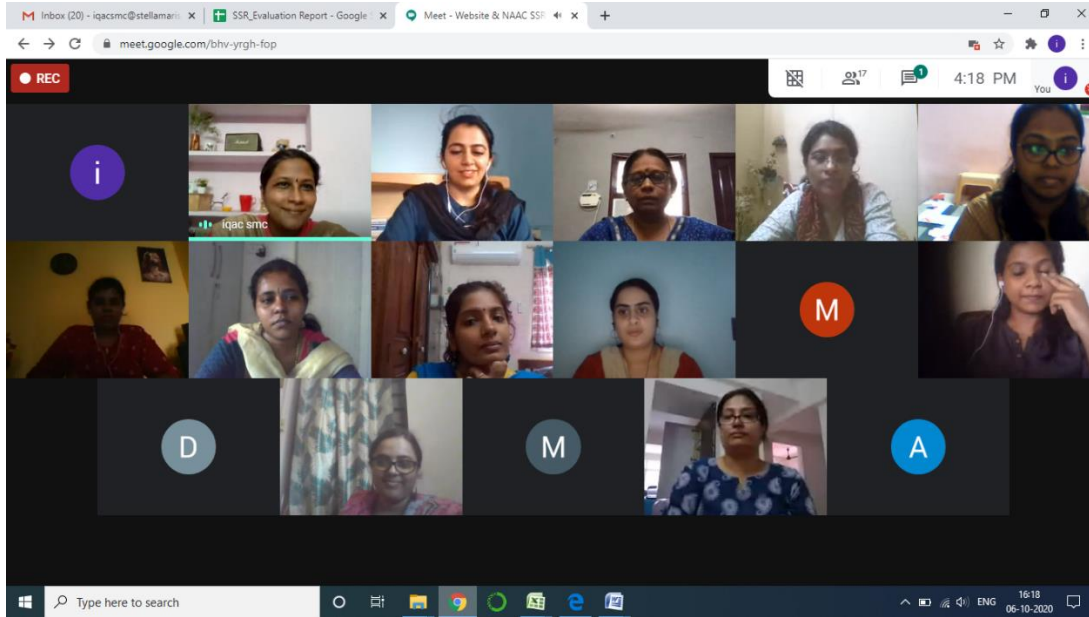 Inbox (20) - iqacsmc@stellamaris
SSR_Evaluation Report - Google S
Meet - Website & NAAC SSR
meet.google.com/bhv-yrgh-fop
i
REC
17
1
4:18 PM
You
i
i
iqac smc
M
D
M
A
Type here to search
ENG
16:18
06-10-2020